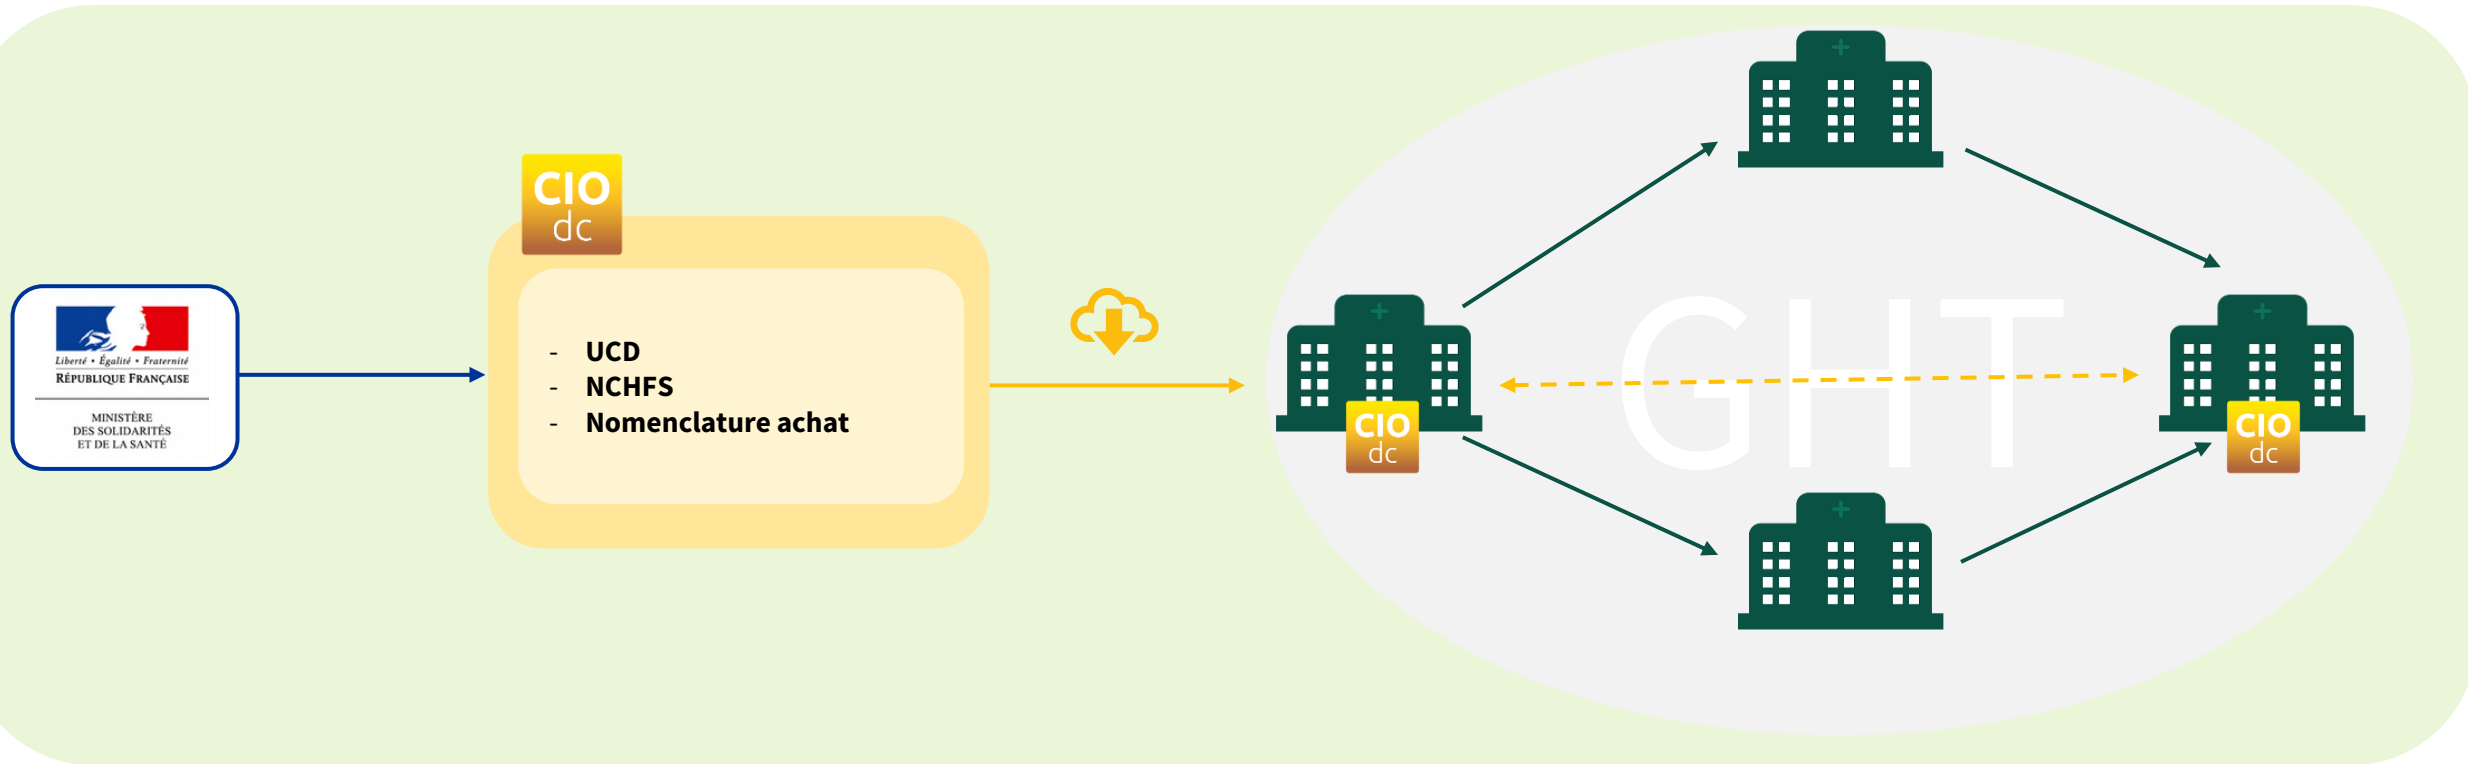 CIO
dc
Liberté • Égalité • Fraternité
RÉPUBLIQUE FRANÇAISE
MINISTÈRE
DES SOLIDARITÉS
ET DE LA SANTÉ
- UCD
- NCHFS
- Nomenclature achat
GHT
CIO
dc
CIO
dc